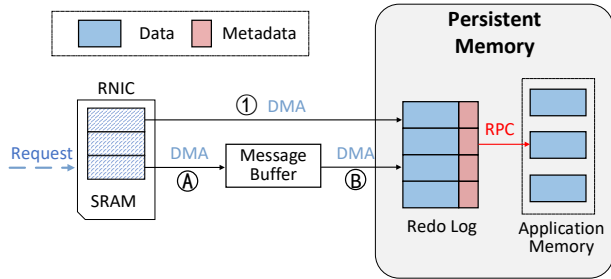 Data
Metadata
Persistent
Memory
RNIC
① DMA
Request
DMA
Ⓐ
Message
Buffer
DMA
Ⓑ
RPC
SRAM
Redo Log
Application
Memory